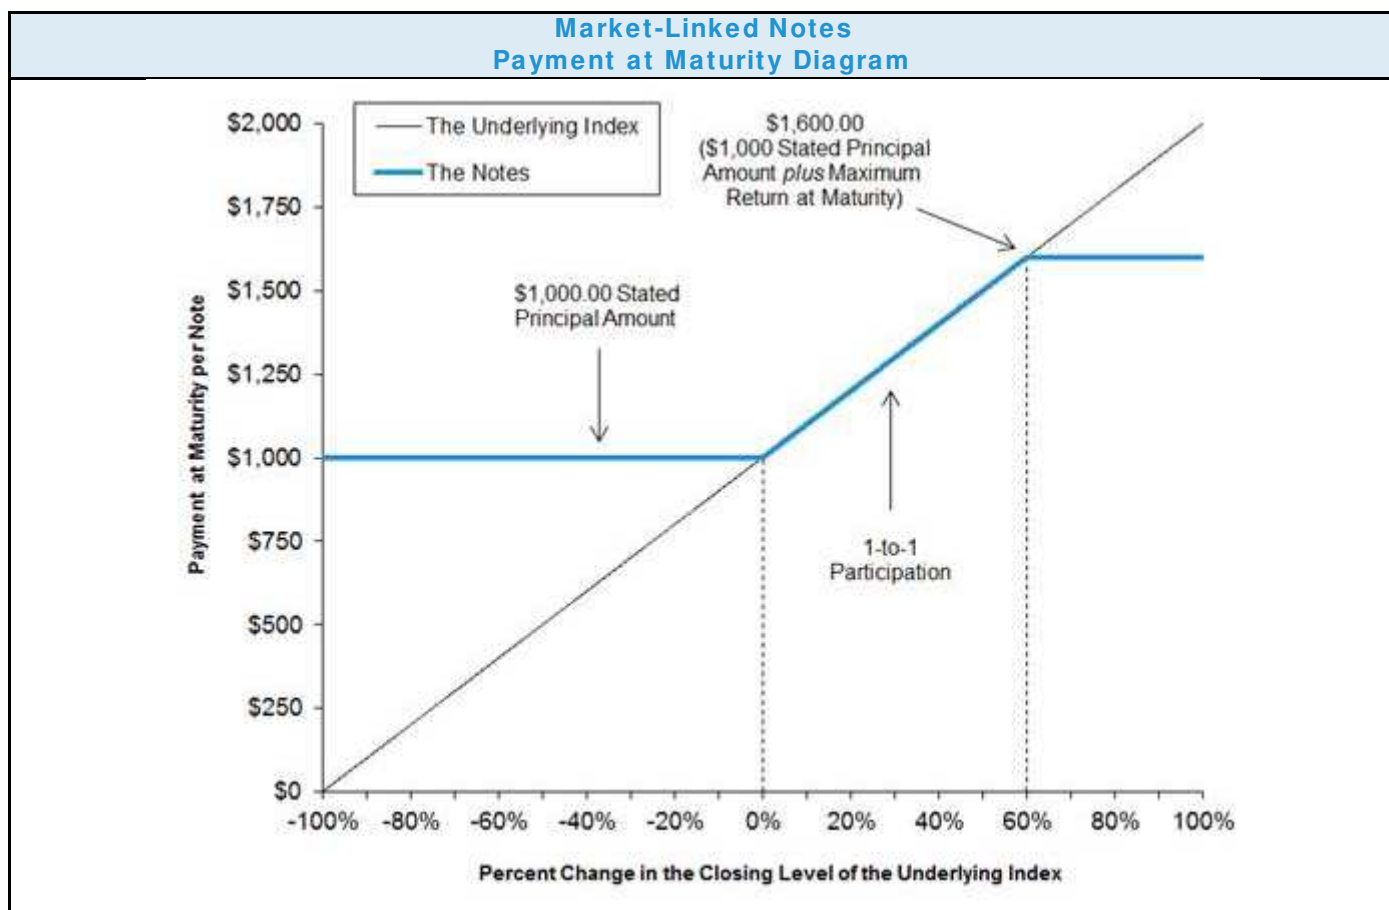 Market-Linked Notes
Payment at Maturity Diagram
The Underlying Index
The Notes
$1,600.00
($1,000 Stated Principal
Amount plus Maximum
Return at Maturity)
$1,000.00 Stated
Principal Amount
1-to-1
Participation
Payment at Maturity per Note
$2,000
$1,750
$1,500
$1,250
$1,000
$750
$500
$250
$0
-100% -80% -60% -40% -20% 0% 20% 40% 60% 80% 100%
Percent Change in the Closing Level of the Underlying Index